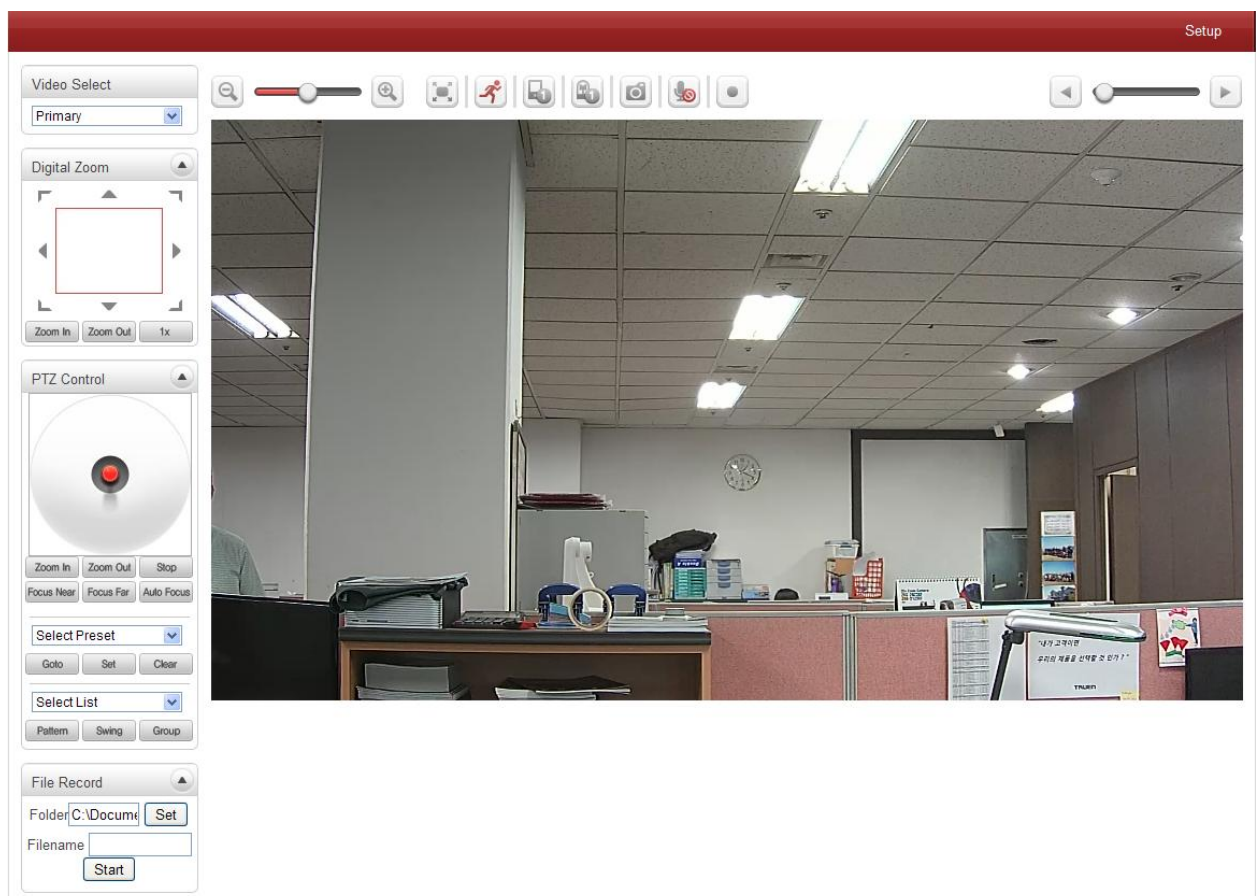 Setup
Video Select
Primary
Digital Zoom
Zoom In Zoom Out 1x
PTZ Control
Zoom In Zoom Out Stop
Focus Near Focus Far Auto Focus
Select Preset
Goto Set Clear
Select List
Pattern Swing Group
File Record
Folder C:\Docume Set
Filename
Start
1
1
"내가 고객이면
우리의 제품을 선택할 것 인가 ? "
TRUEN